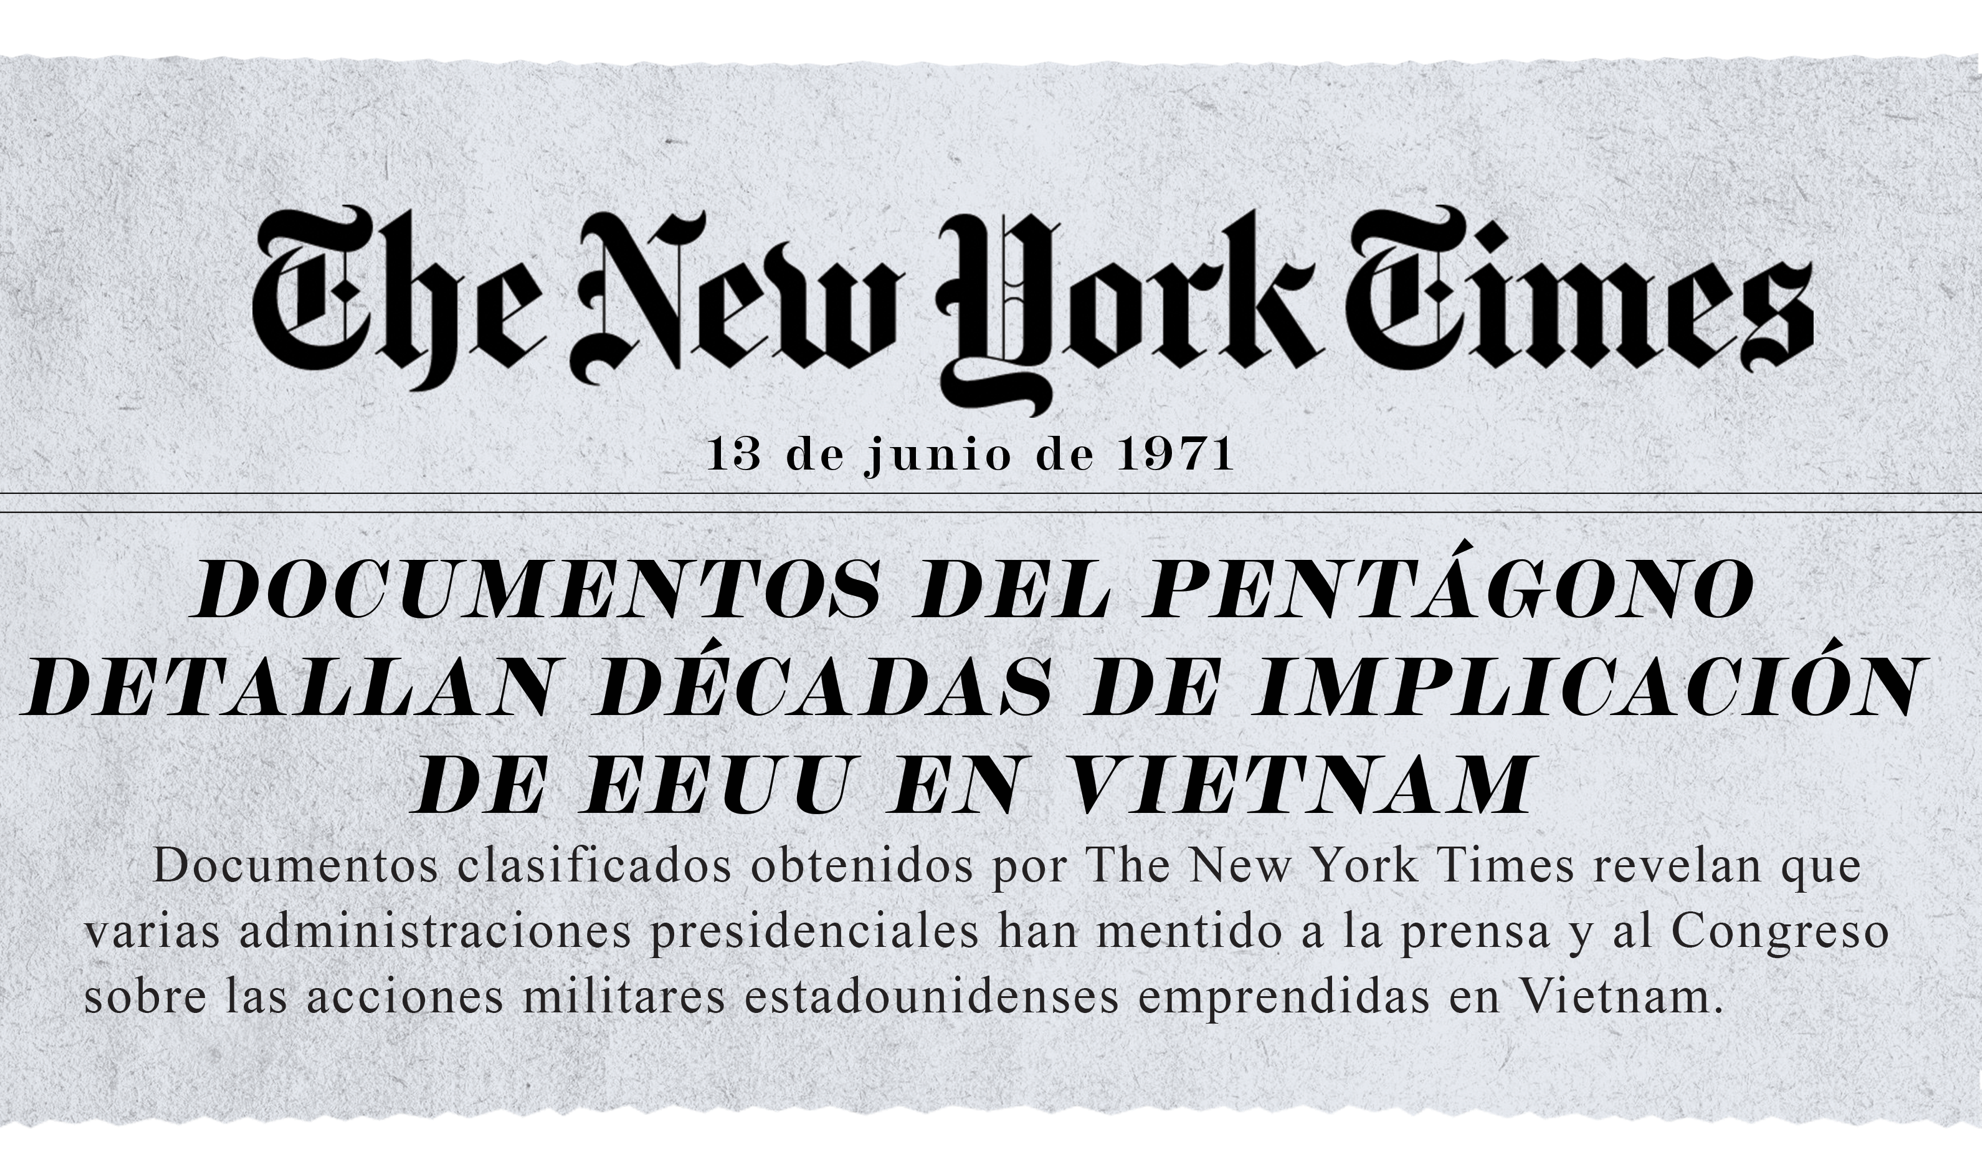 The New York Times
13 de junio de 1971
DOCUMENTOS DEL PENTÁGONO
DETALLAN DÉCADAS DE IMPLICACIÓN
DE EEUU EN VIETNAM
Documentos clasificados obtenidos por The New York Times revelan que
varias administraciones presidenciales han mentido a la prensa y al Congreso
sobre las acciones militares estadounidenses emprendidas en Vietnam.